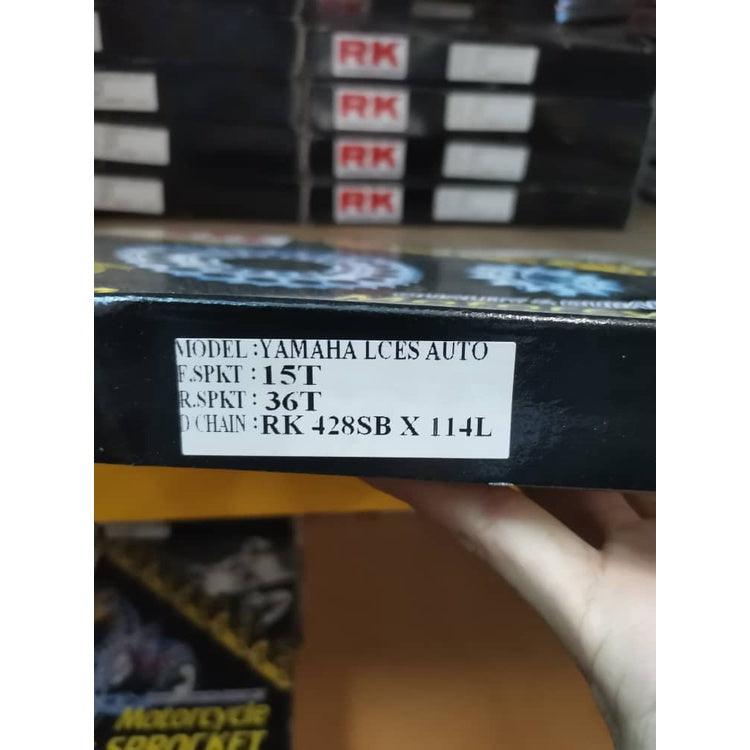 RK
RK
RK
RK
MODEL :YAMAHA LCES AUTO
F.SPKT : 15T
R.SPKT : 36T
D CHAIN :RK 428SB X 114L
Motorcycle
SPROCKET